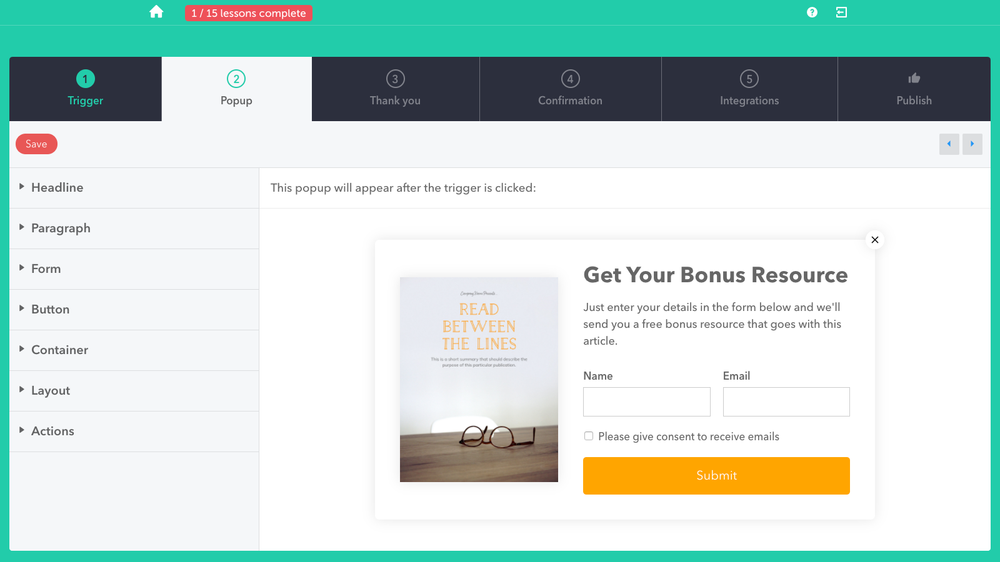 1 / 15 lessons complete
?
1
Trigger
2
Popup
3
Thank you
4
Confirmation
5
Integrations
Publish
Save
Headline
Paragraph
Form
Button
Container
Layout
Actions
This popup will appear after the trigger is clicked:
Company Name Presents...
READ
BETWEEN
THE LINES
This is a short summary that should describe the
purpose of this particular publication.
Get Your Bonus Resource
Just enter your details in the form below and we'll
send you a free bonus resource that goes with this
article.
Name
Email
Please give consent to receive emails
Submit